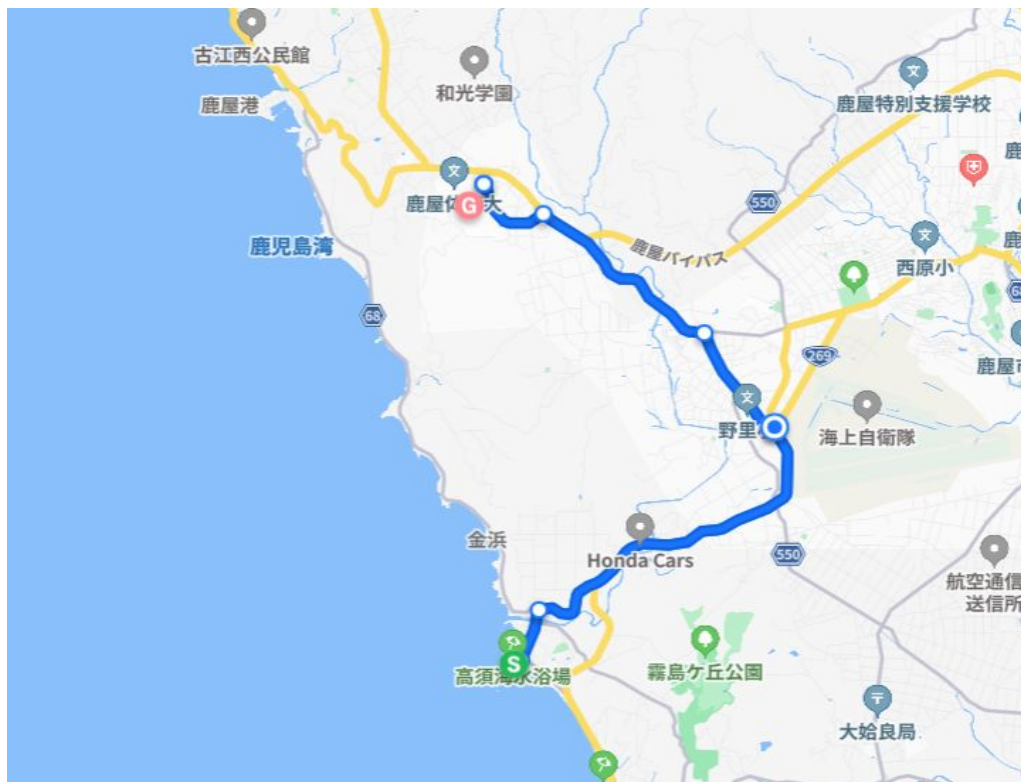 古江西公民館
鹿屋港
和光学園
鹿屋特別支援学校
鹿
鹿
鹿
G
大
550
鹿児島湾
鹿屋バイパス
西原小
68
68
269
鹿屋市
野里
海上自衛隊
金浜
Honda Cars
550
航空通信
送信所
S
高須海水浴場
霧島ケ丘公園
大姶良局